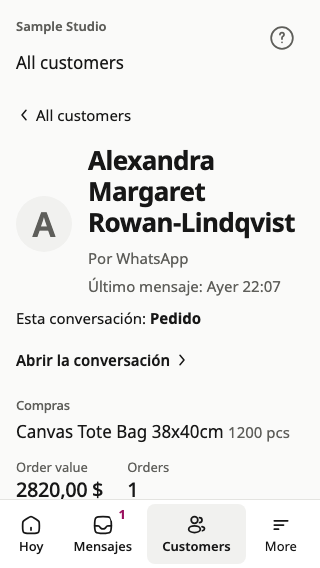 Sample Studio
All customers
All customers
Alexandra
Margaret
Rowan-Lindqvist
A
Por WhatsApp
Último mensaje: Ayer 22:07
Esta conversación: Pedido
Abrir la conversación
Compras
Canvas Tote Bag 38x40cm 1200 pcs
Order value Orders
2820,00 $ 1
1
Hoy Mensajes Customers More